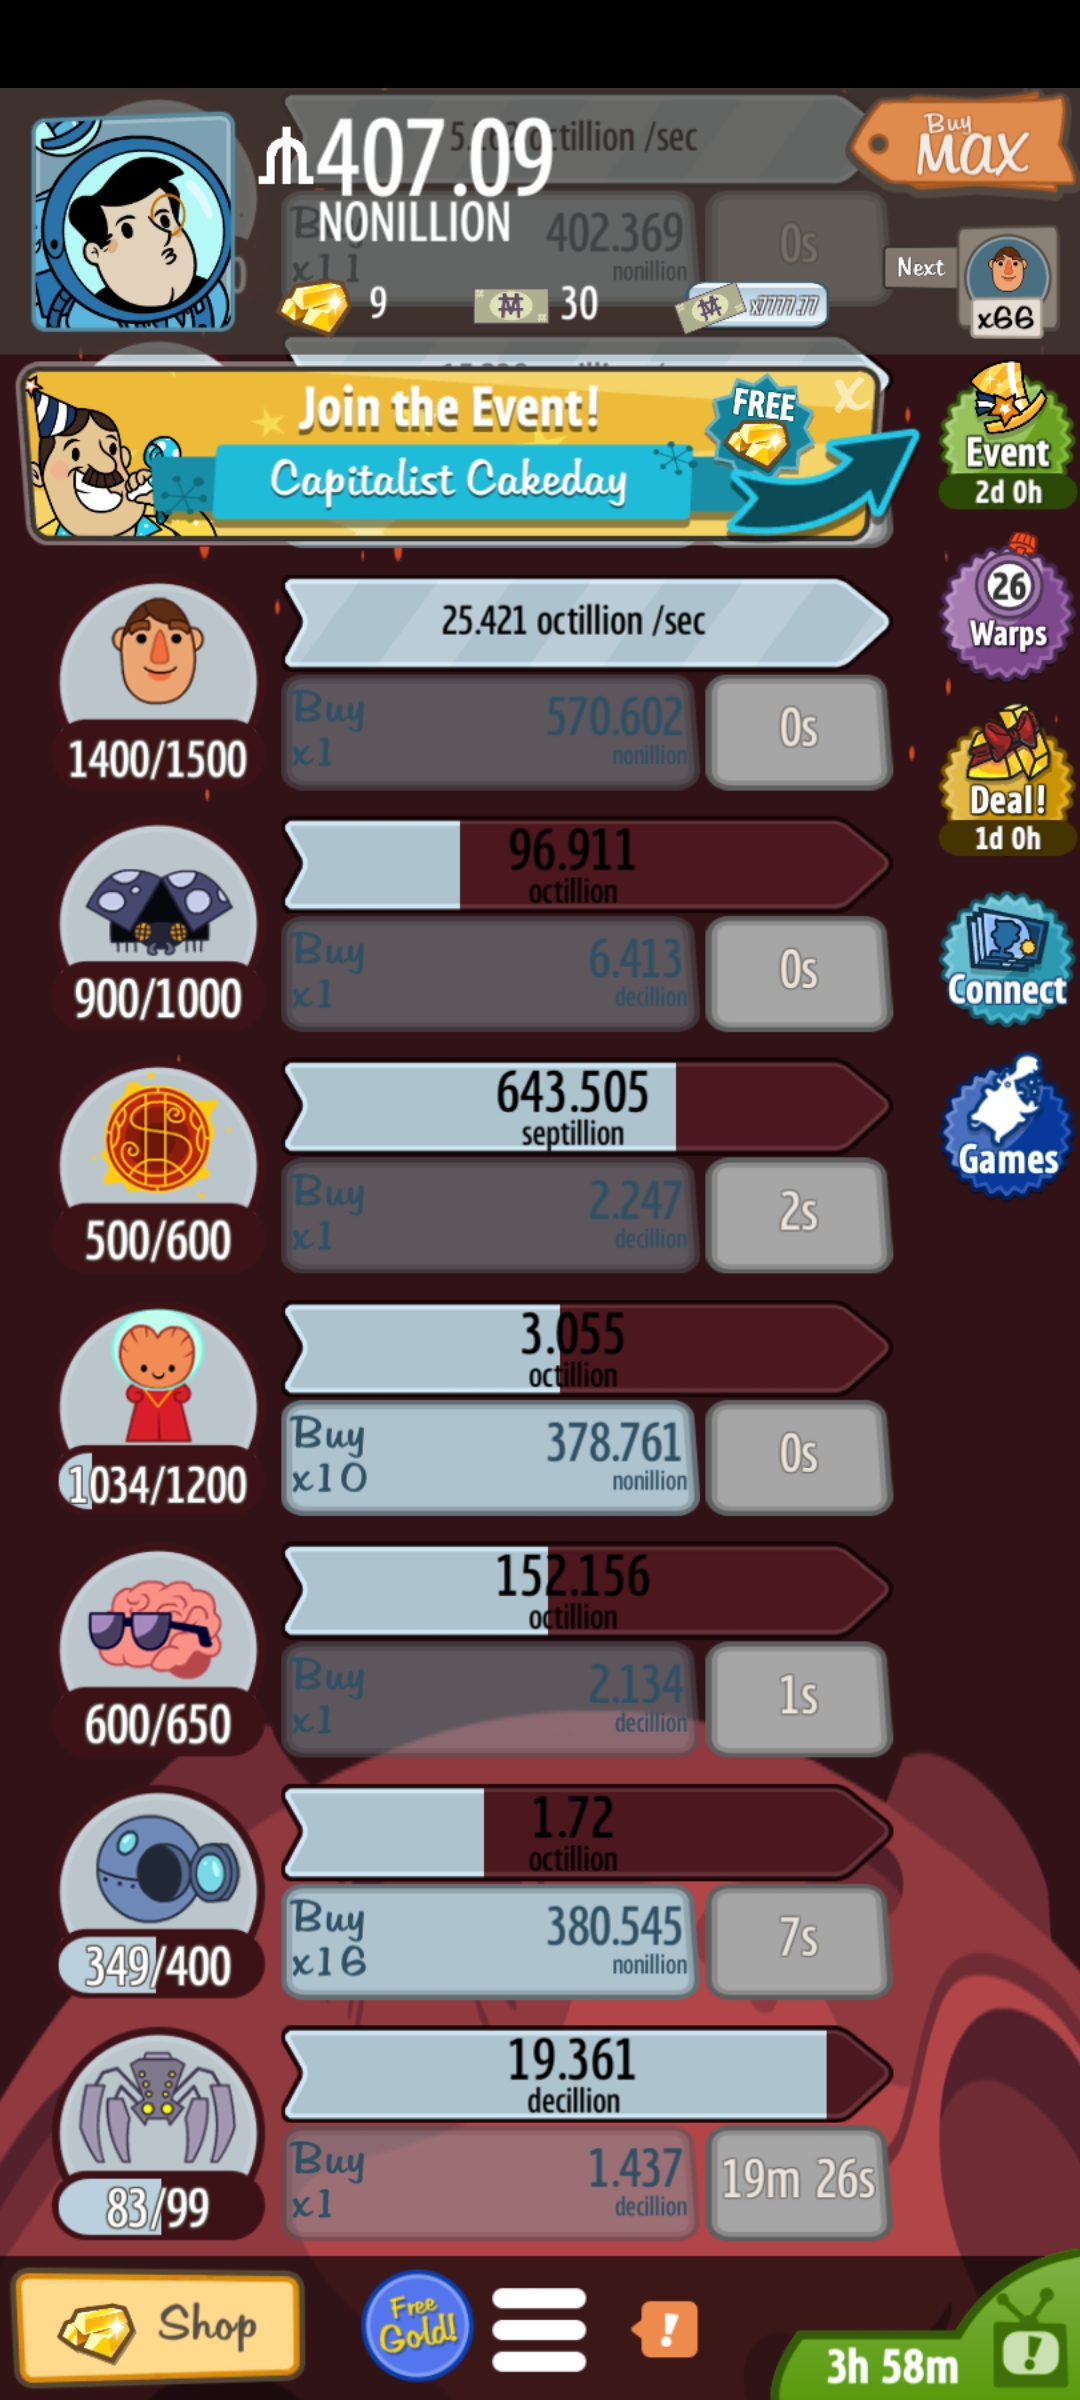 5.182 octillion /sec
₥407.09
NONILLION
Buy
MAX
Buy
x11
402.369
nonillion
0s
9
30
x7777.77
Next
x66
Join the Event!
FREE
X
Capitalist Cakeday
Event
2d 0h
25.421 octillion /sec
Buy
x1
570.602
nonillion
0s
1400/1500
26
Warps
Deal!
1d 0h
96.911
octillion
Buy
x1
6.413
decillion
0s
900/1000
Connect
643.505
septillion
Buy
x1
2.247
decillion
2s
500/600
Games
3.055
octillion
Buy
x10
378.761
nonillion
0s
1034/1200
152.156
octillion
Buy
x1
2.134
decillion
1s
600/650
1.72
octillion
Buy
x16
380.545
nonillion
7s
349/400
19.361
decillion
Buy
x1
1.437
decillion
19m 26s
83/99
Shop
Free
Gold!
!
3h 58m
!